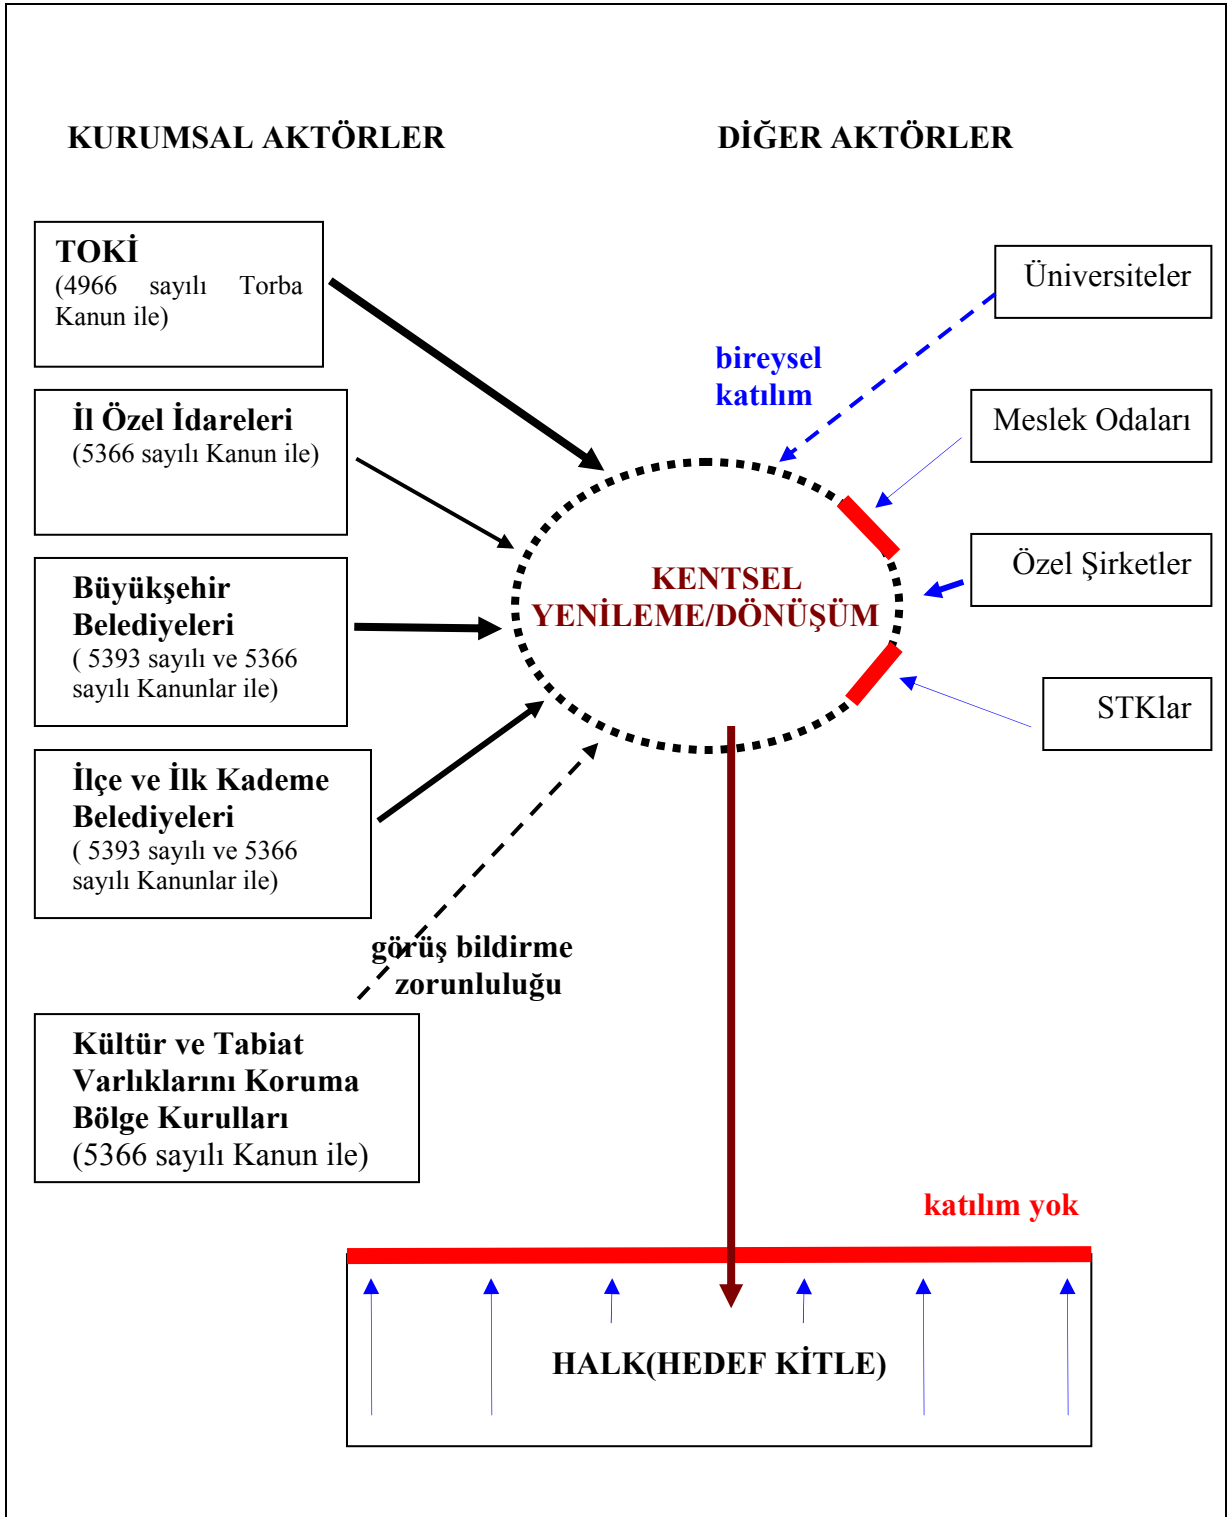 KURUMSAL AKTÖRLER
DİĞER AKTÖRLER
TOKİ
(4966 sayılı Torba
Kanun ile)
İl Özel İdareleri
(5366 sayılı Kanun ile)
Büyükşehir
Belediyeleri
( 5393 sayılı ve 5366
sayılı Kanunlar ile)
İlçe ve İlk Kademe
Belediyeleri
( 5393 sayılı ve 5366
sayılı Kanunlar ile)
görüş bildirme
zorunluluğu
Kültür ve Tabiat
Varlıklarını Koruma
Bölge Kurulları
(5366 sayılı Kanun ile)
KENTSEL
YENİLEME/DÖNÜŞÜM
bireysel
katılım
Üniversiteler
Meslek Odaları
Özel Şirketler
STKlar
katılım yok
HALK(HEDEF KİTLE)